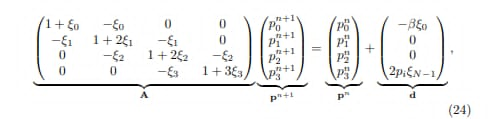 1 + ξ₀ −ξ₀ 0 0 p₀ⁿ⁺¹ p₀ⁿ −βξ₀
−ξ₁ 1 + 2ξ₁ −ξ₁ 0 p₁ⁿ⁺¹ = p₁ⁿ + 0 ,
0 −ξ₂ 1 + 2ξ₂ −ξ₂ p₂ⁿ⁺¹ p₂ⁿ 0
0 0 −ξ₃ 1 + 3ξ₃ p₃ⁿ⁺¹ p₃ⁿ 2pᵢξ_{N−1}
A pⁿ⁺¹ pⁿ d
(24)